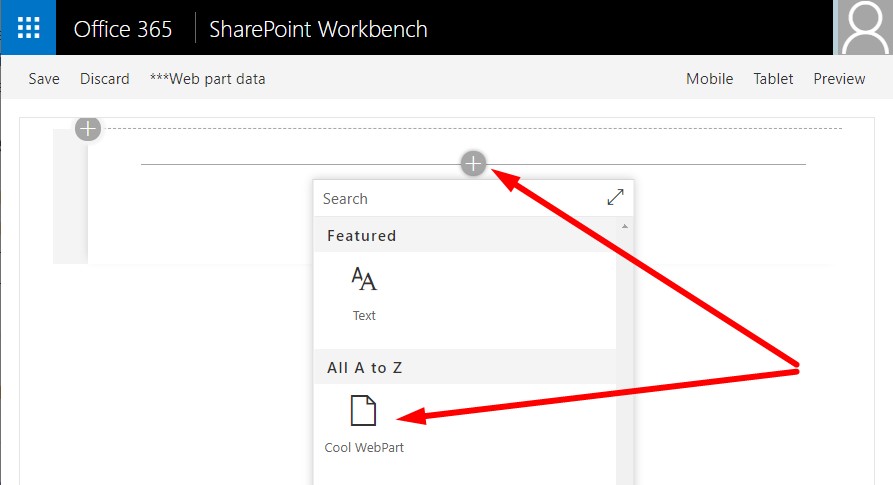 Office 365 SharePoint Workbench
Save Discard ***Web part data Mobile Tablet Preview
Search
Featured
AA
Text
All A to Z
Cool WebPart